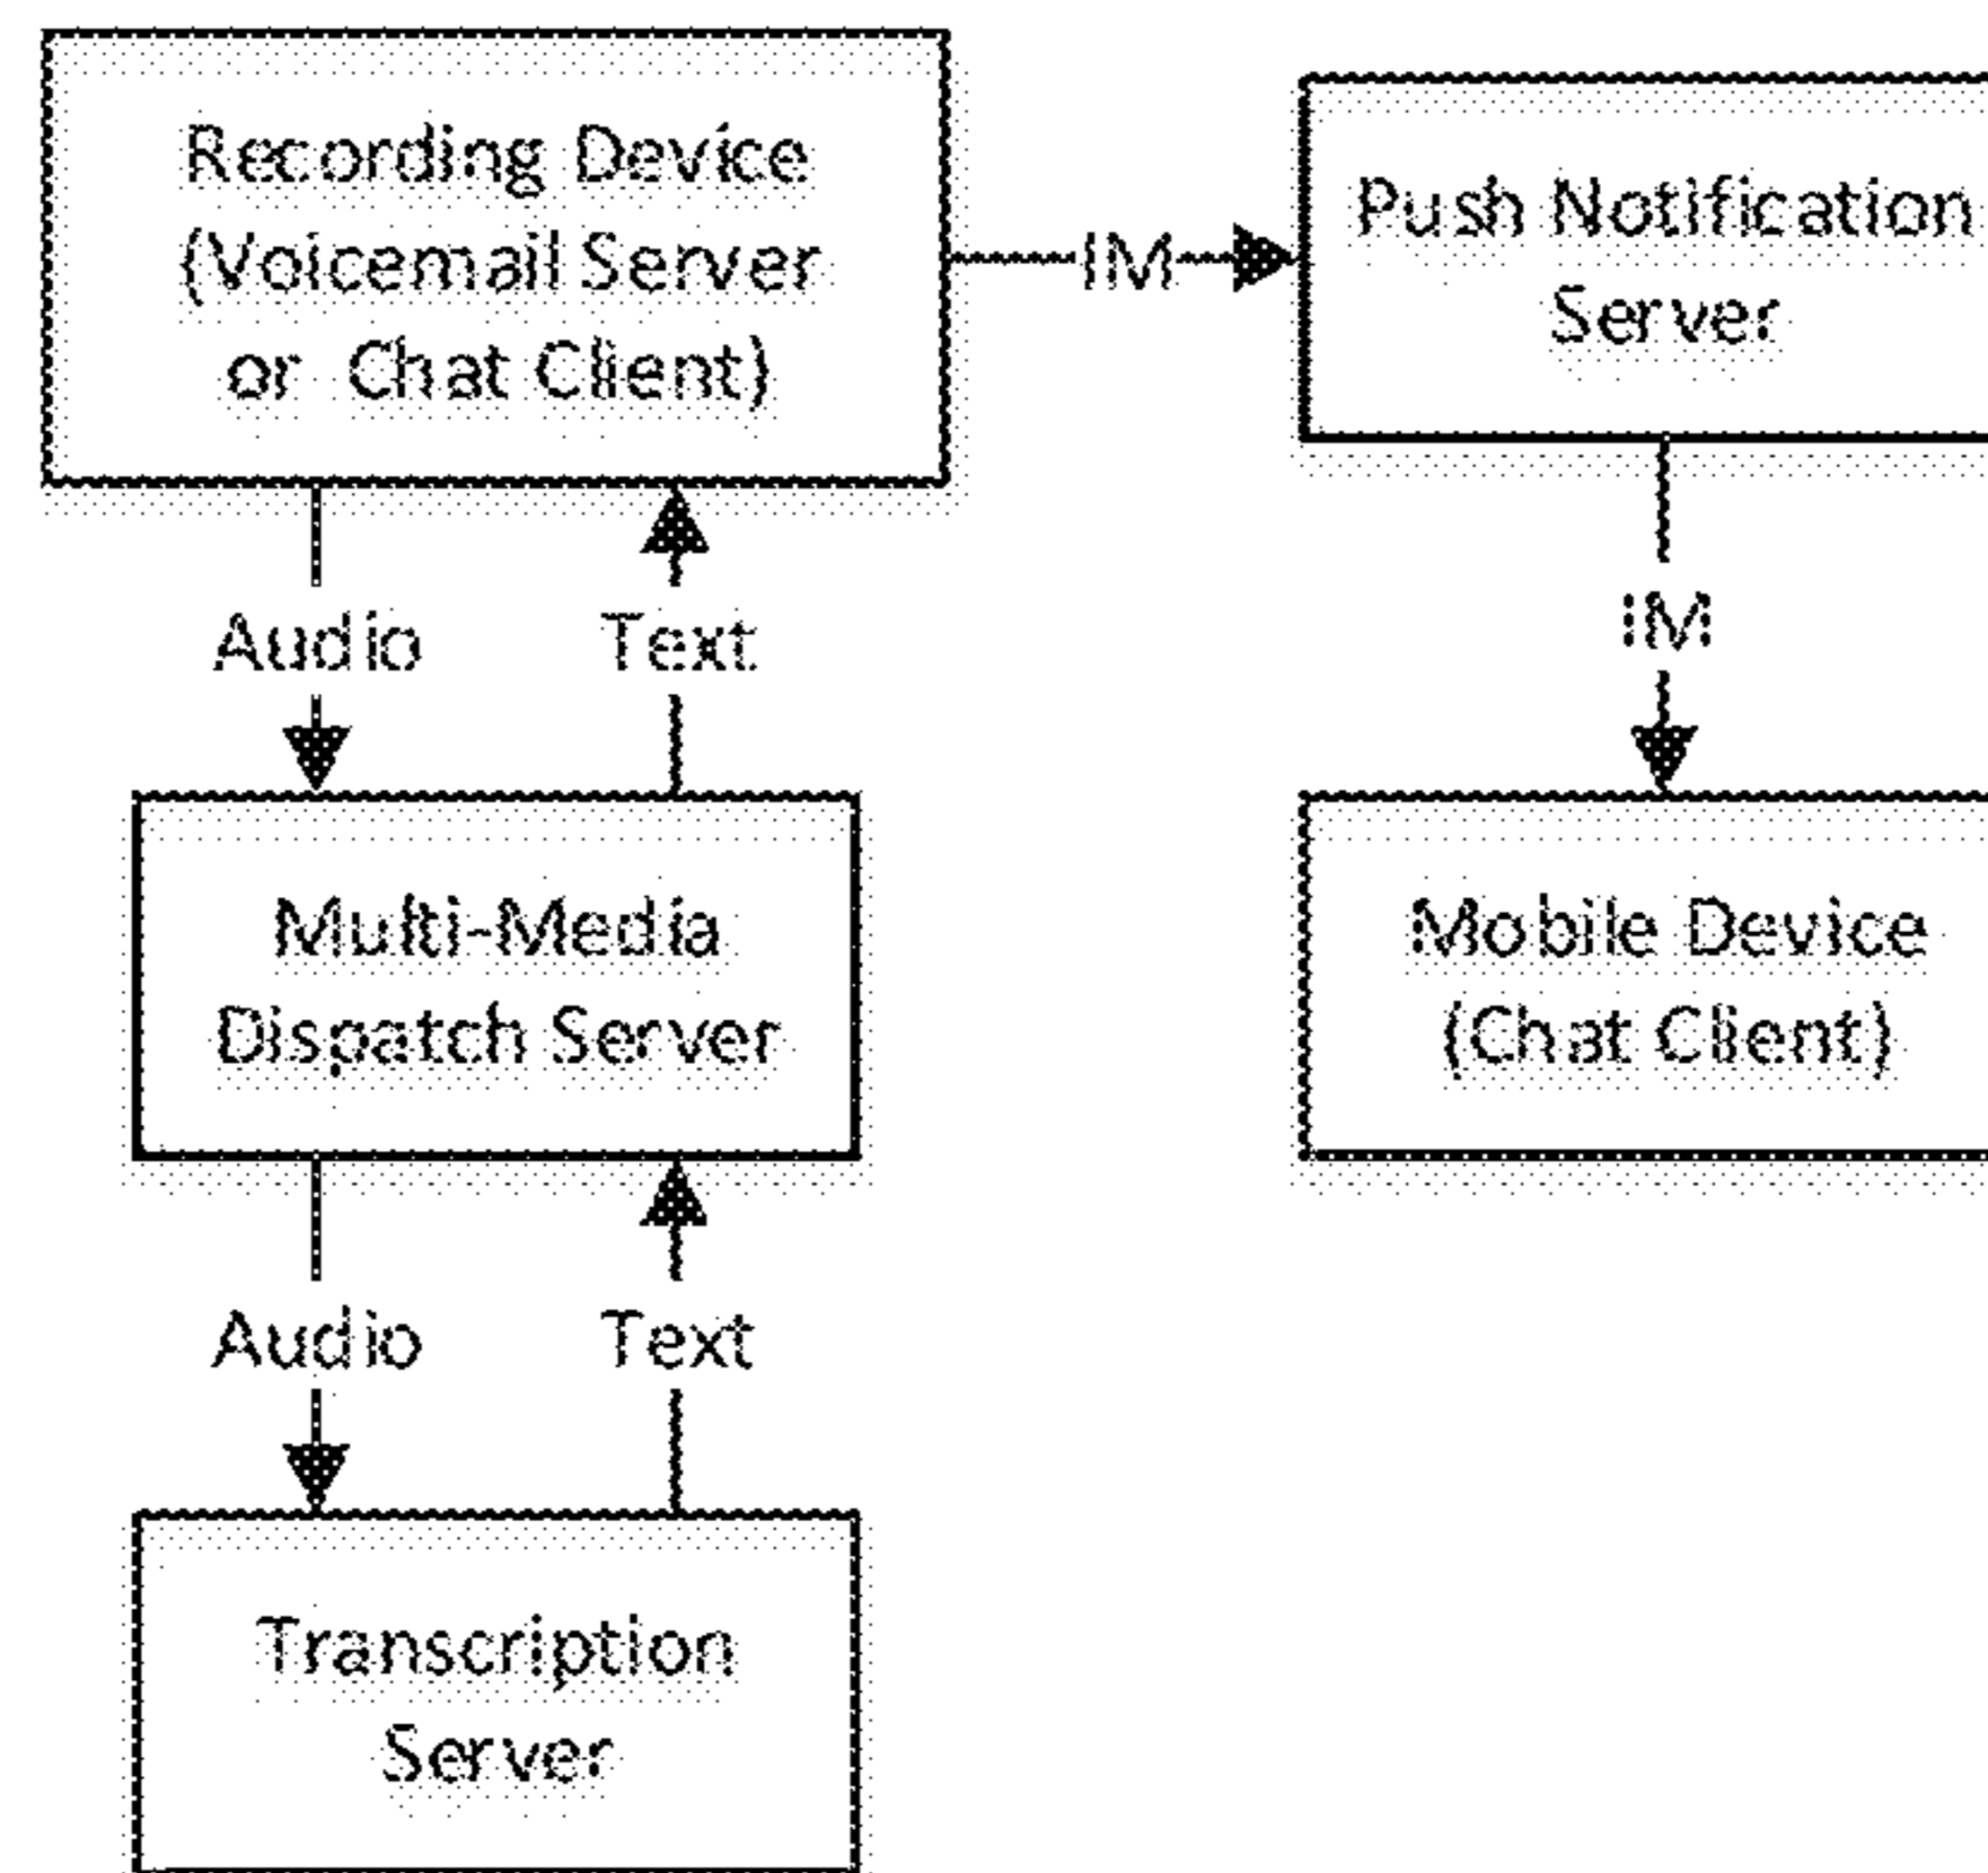 Recording Device
(Voicemail Server
or Chat Client)
IM
Push Notification
Server
Audio
Text
IM
Multi-Media
Dispatch Server
Mobile Device
(Chat Client)
Audio
Text
Transcription
Server